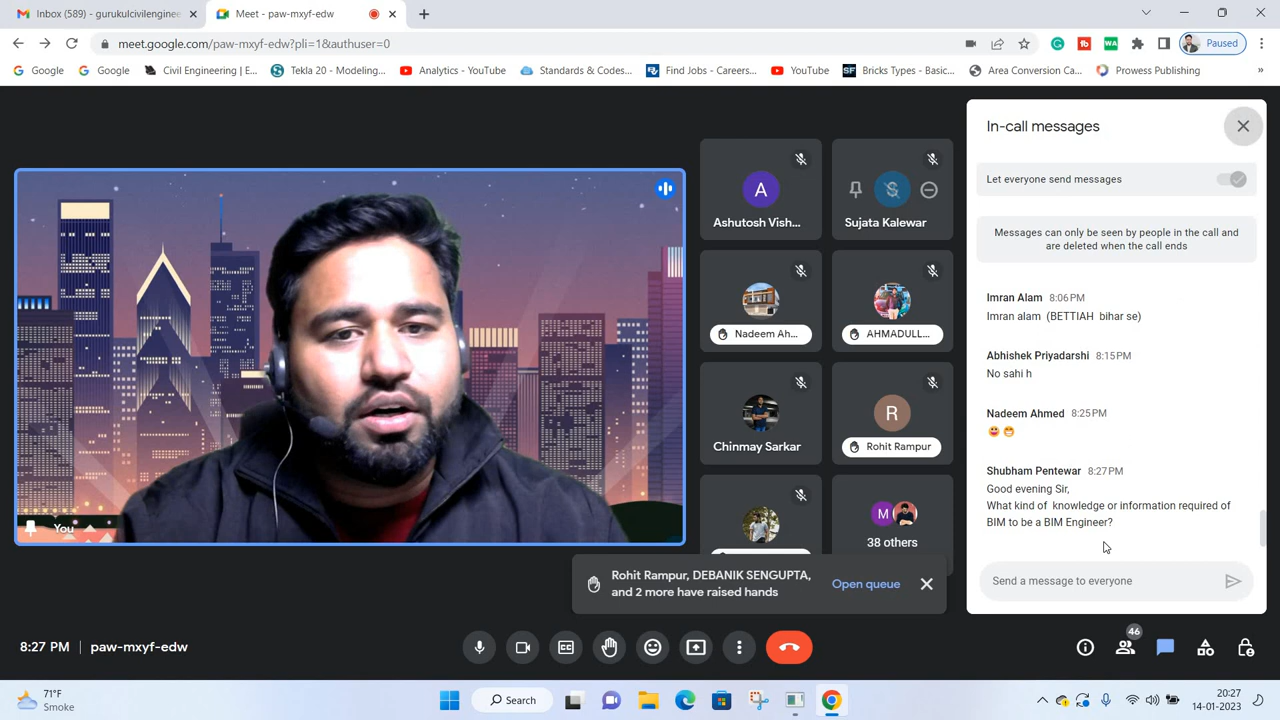 Inbox (589) - gurukulcivilenginee
Meet - paw-mxyf-edw
meet.google.com/paw-mxyf-edw?pli=1&authuser=0
Paused
Google
Google
Civil Engineering | E...
Tekla 20 - Modeling...
Analytics - YouTube
Standards & Codes...
Find Jobs - Careers...
YouTube
Bricks Types - Basic...
Area Conversion Ca...
Prowess Publishing
In-call messages
Let everyone send messages
Messages can only be seen by people in the call and
are deleted when the call ends
Imran Alam 8:06 PM
Imran alam (BETTIAH bihar se)
Abhishek Priyadarshi 8:15 PM
No sahi h
Nadeem Ahmed 8:25 PM
Shubham Pentewar 8:27 PM
Good evening Sir,
What kind of knowledge or information required of
BIM to be a BIM Engineer?
Send a message to everyone
A
Ashutosh Vish...
S
Sujata Kalewar
Nadeem Ah...
AHMADULL...
Chinmay Sarkar
R
Rohit Rampur
M
38 others
You
Rohit Rampur, DEBANIK SENGUPTA,
and 2 more have raised hands
Open queue
8:27 PM | paw-mxyf-edw
46
71°F
Smoke
Search
20:27
14-01-2023